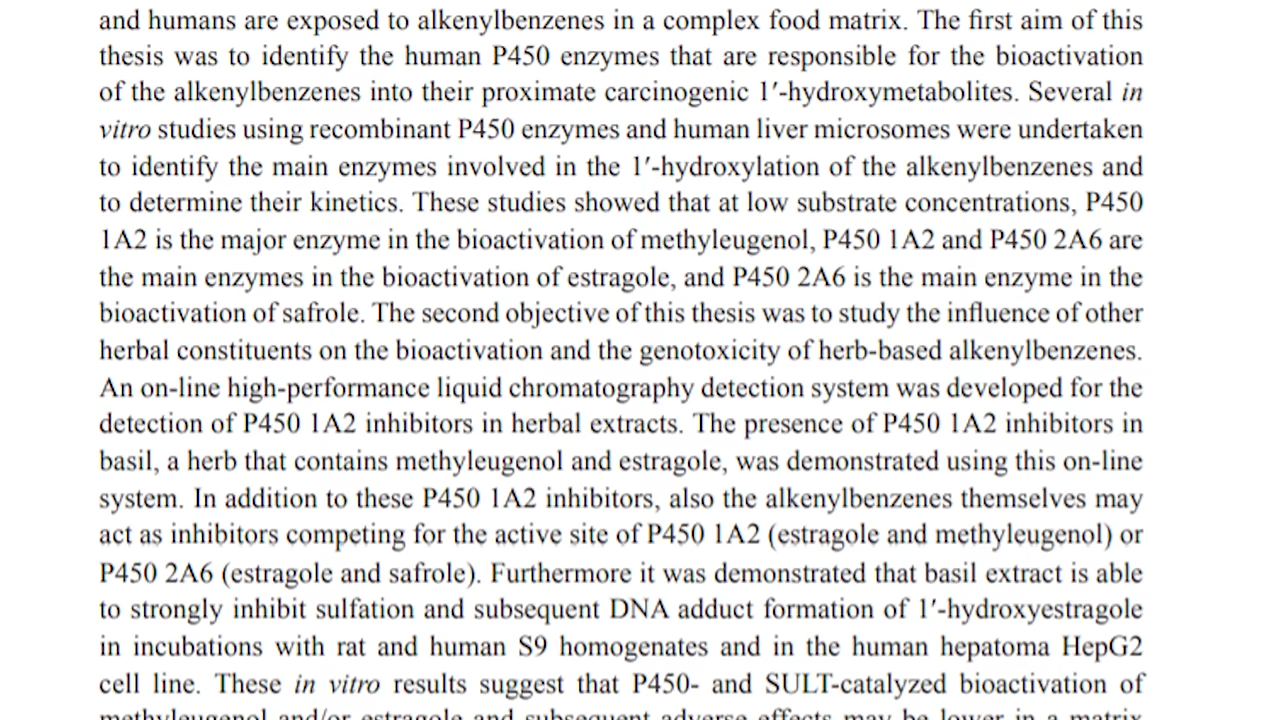 and humans are exposed to alkenylbenzenes in a complex food matrix. The first aim of this
thesis was to identify the human P450 enzymes that are responsible for the bioactivation
of the alkenylbenzenes into their proximate carcinogenic 1′-hydroxymetabolites. Several in
vitro studies using recombinant P450 enzymes and human liver microsomes were undertaken
to identify the main enzymes involved in the 1′-hydroxylation of the alkenylbenzenes and
to determine their kinetics. These studies showed that at low substrate concentrations, P450
1A2 is the major enzyme in the bioactivation of methyleugenol, P450 1A2 and P450 2A6 are
the main enzymes in the bioactivation of estragole, and P450 2A6 is the main enzyme in the
bioactivation of safrole. The second objective of this thesis was to study the influence of other
herbal constituents on the bioactivation and the genotoxicity of herb-based alkenylbenzenes.
An on-line high-performance liquid chromatography detection system was developed for the
detection of P450 1A2 inhibitors in herbal extracts. The presence of P450 1A2 inhibitors in
basil, a herb that contains methyleugenol and estragole, was demonstrated using this on-line
system. In addition to these P450 1A2 inhibitors, also the alkenylbenzenes themselves may
act as inhibitors competing for the active site of P450 1A2 (estragole and methyleugenol) or
P450 2A6 (estragole and safrole). Furthermore it was demonstrated that basil extract is able
to strongly inhibit sulfation and subsequent DNA adduct formation of 1′-hydroxyestragole
in incubations with rat and human S9 homogenates and in the human hepatoma HepG2
cell line. These in vitro results suggest that P450- and SULT-catalyzed bioactivation of
methyleugenol and/or estragole and subsequent adverse effects may be lower in a matrix